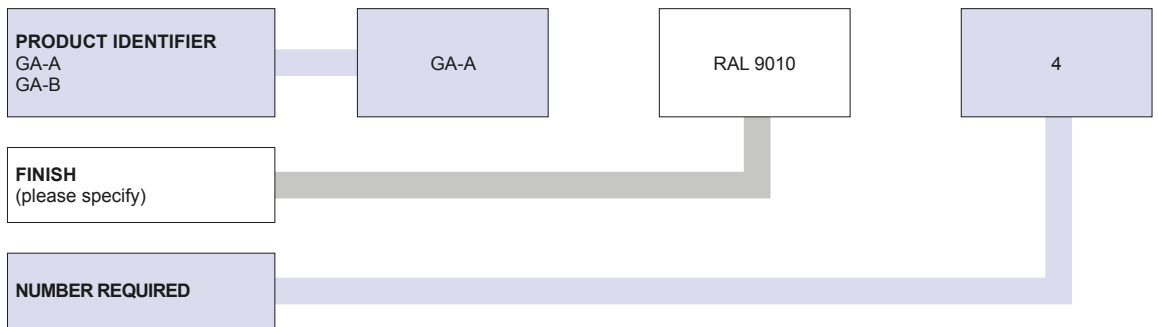 PRODUCT IDENTIFIER
GA-A
GA-B
GA-A
RAL 9010
4
FINISH
(please specify)
NUMBER REQUIRED